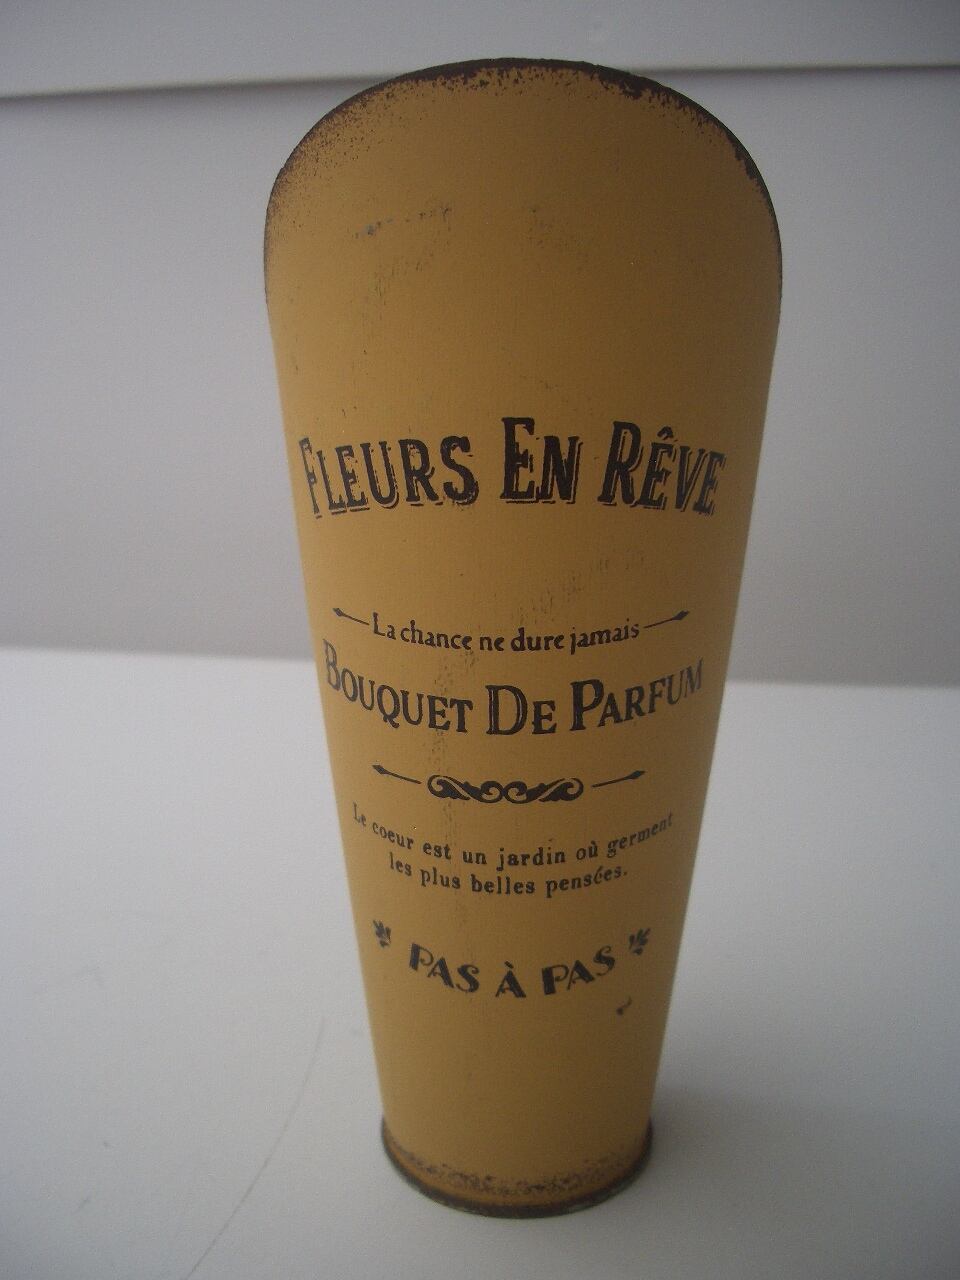 FLEURS EN RÊVE
La chance ne dure jamais
BOUQUET DE PARFUM
Le coeur est un jardin où germent
les plus belles pensées.
PAS À PAS